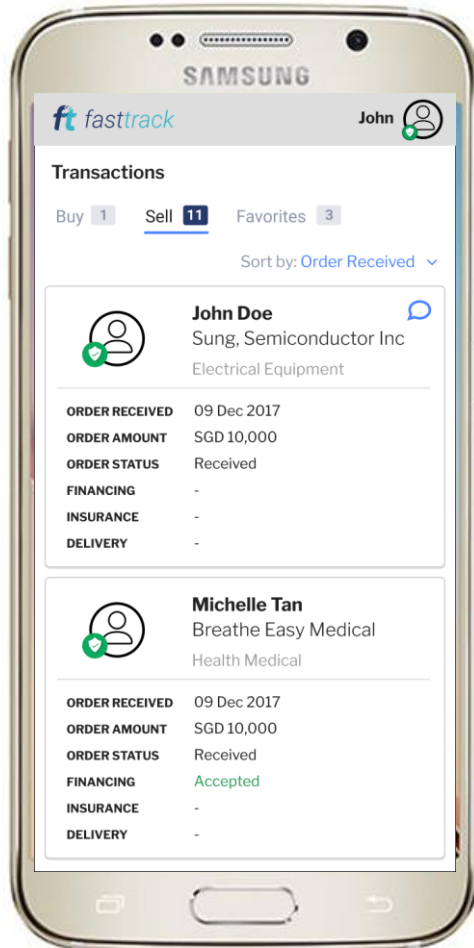 SAMSUNG
ft fasttrack
John
Transactions
Buy 1 Sell 11 Favorites 3
Sort by: Order Received
John Doe
Sung, Semiconductor Inc
Electrical Equipment
ORDER RECEIVED 09 Dec 2017
ORDER AMOUNT SGD 10,000
ORDER STATUS Received
FINANCING -
INSURANCE -
DELIVERY -
Michelle Tan
Breathe Easy Medical
Health Medical
ORDER RECEIVED 09 Dec 2017
ORDER AMOUNT SGD 10,000
ORDER STATUS Received
FINANCING Accepted
INSURANCE -
DELIVERY -